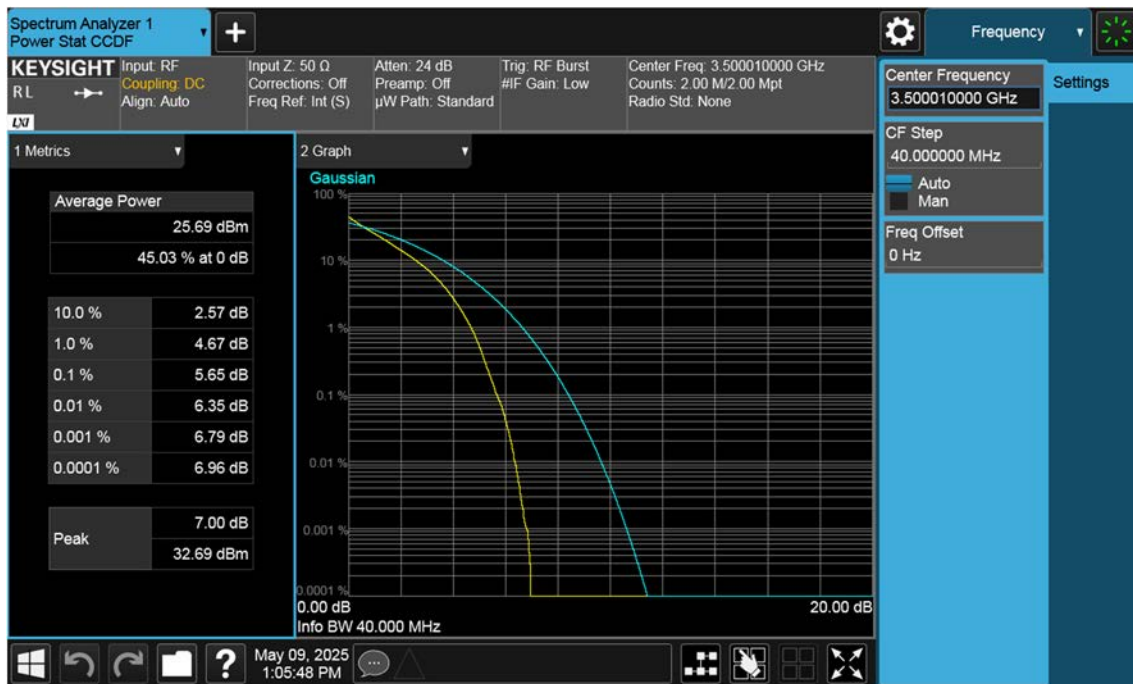 Spectrum Analyzer 1
Power Stat CCDF
Frequency
KEYSIGHT
RL
LXI
Input: RF
Coupling: DC
Align: Auto
Input Z: 50 Ω
Corrections: Off
Freq Ref: Int (S)
Atten: 24 dB
Preamp: Off
µW Path: Standard
Trig: RF Burst
#IF Gain: Low
Center Freq: 3.500010000 GHz
Counts: 2.00 M/2.00 Mpt
Radio Std: None
Center Frequency
3.500010000 GHz
Settings
CF Step
40.000000 MHz
Auto
Man
Freq Offset
0 Hz
1 Metrics
Average Power
25.69 dBm
45.03 % at 0 dB
10.0 % 2.57 dB
1.0 % 4.67 dB
0.1 % 5.65 dB
0.01 % 6.35 dB
0.001 % 6.79 dB
0.0001 % 6.96 dB
Peak
7.00 dB
32.69 dBm
2 Graph
Gaussian
100 %
10 %
1 %
0.1 %
0.01 %
0.001 %
0.0001 %
0.00 dB 20.00 dB
Info BW 40.000 MHz
?
May 09, 2025
1:05:48 PM